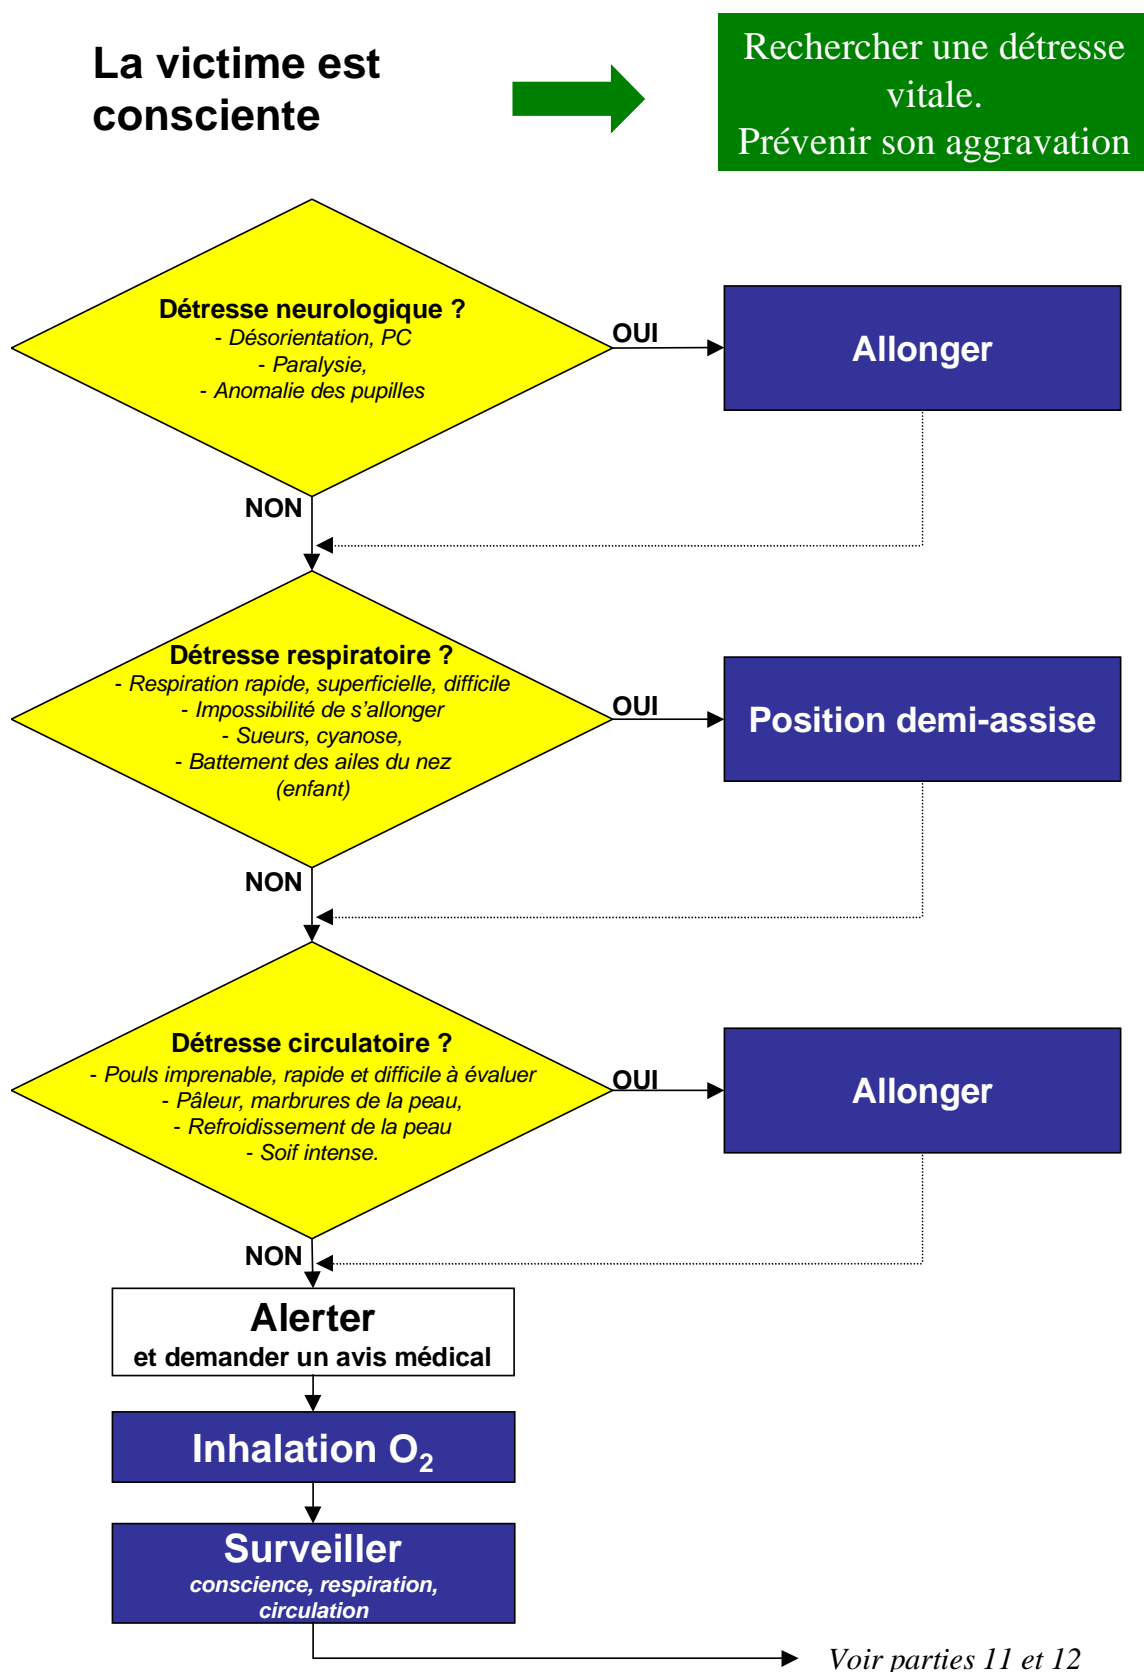 La victime est
consciente
Rechercher une détresse
vitale.
Prévenir son aggravation
Détresse neurologique ?
- Désorientation, PC
- Paralysie,
- Anomalie des pupilles
OUI
Allonger
NON
Détresse respiratoire ?
- Respiration rapide, superficielle, difficile
- Impossibilité de s’allonger
- Sueurs, cyanose,
- Battement des ailes du nez
(enfant)
OUI
Position demi-assise
NON
Détresse circulatoire ?
- Pouls imprenable, rapide et difficile à évaluer
- Pâleur, marbrures de la peau,
- Refroidissement de la peau
- Soif intense.
OUI
Allonger
NON
Alerter
et demander un avis médical
Inhalation O₂
Surveiller
conscience, respiration,
circulation
Voir parties 11 et 12